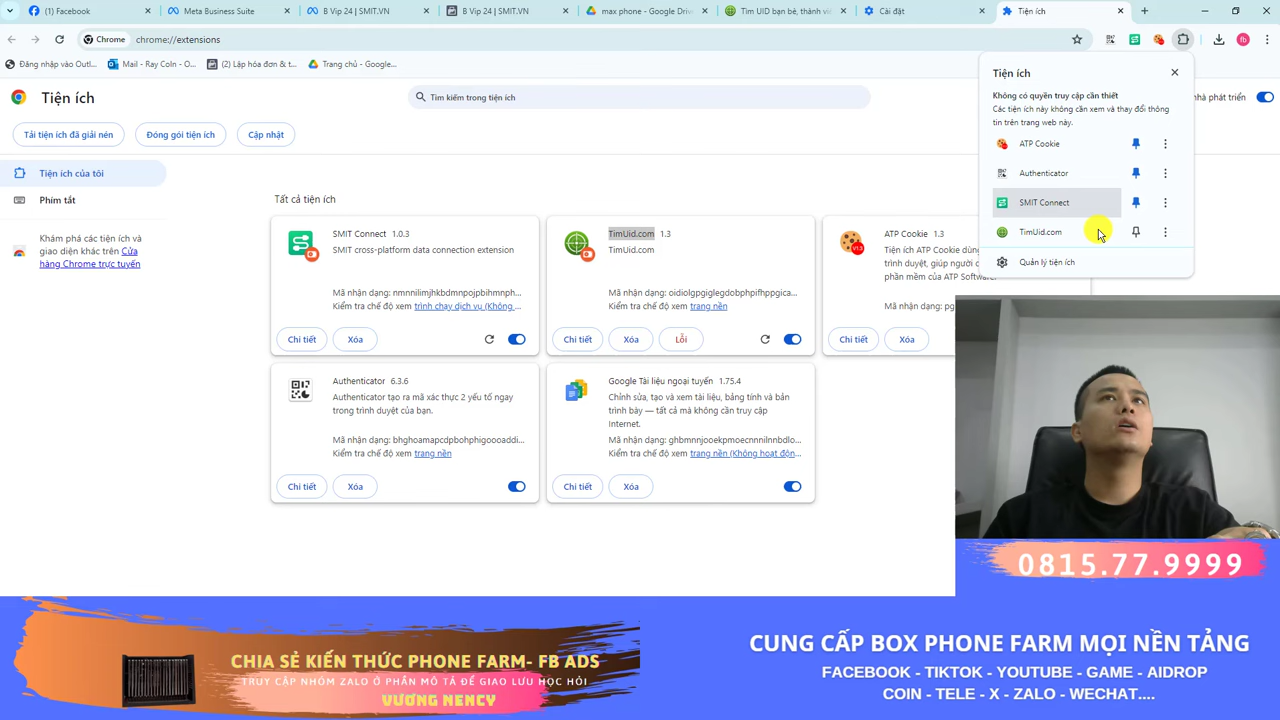 (1) Facebook
Meta Business Suite
B Vip 24 | SMIT.VN
B Vip 24 | SMIT.VN
max phone - Google Drive
Tìm UID bạn bè, thành viê
Cài đặt
Tiện ích
Chrome
chrome://extensions
fb
Đăng nhập vào Outl...
Mail - Ray Coln - O...
(2) Lập hóa đơn & t...
Trang chủ - Google...
Tiện ích
Tìm kiếm trong tiện ích
nhà phát triển
Tải tiện ích đã giải nén
Đóng gói tiện ích
Cập nhật
Tiện ích của tôi
Phím tắt
Khám phá các tiện ích và
giao diện khác trên Cửa
hàng Chrome trực tuyến
Tất cả tiện ích
SMIT Connect 1.0.3
SMIT cross-platform data connection extension
Mã nhận dạng: nmnnilimjhkbdmnpojpbihmnph...
Kiểm tra chế độ xem trình chạy dịch vụ (Không ...
Chi tiết
Xóa
TimUid.com 1.3
TimUid.com
Mã nhận dạng: oidiolgpgiglegdobphpifhppgica...
Kiểm tra chế độ xem trang nền
Chi tiết
Xóa
Lỗi
ATP Cookie 1.3
V1.3
Tiện ích ATP Cookie dùng
trình duyệt, giúp người c
phần mềm của ATP Software.
Mã nhận dạng: pg
Chi tiết
Xóa
Authenticator 6.3.6
Authenticator tạo ra mã xác thực 2 yếu tố ngay
trong trình duyệt của bạn.
Mã nhận dạng: bhghoamapcdpbohphigoooaddi...
Kiểm tra chế độ xem trang nền
Chi tiết
Xóa
Google Tài liệu ngoại tuyến 1.75.4
Chỉnh sửa, tạo và xem tài liệu, bảng tính và bản
trình bày — tất cả mà không cần truy cập
Internet.
Mã nhận dạng: ghbmnnjooekpmoecnnnilnnbdlo...
Kiểm tra chế độ xem trang nền (Không hoạt độn...
Chi tiết
Xóa
Tiện ích
Không có quyền truy cập cần thiết
Các tiện ích này không cần xem và thay đổi thông
tin trên trang web này.
ATP Cookie
Authenticator
SMIT Connect
TimUid.com
Quản lý tiện ích
0815.77.9999
CHIA SẺ KIẾN THỨC PHONE FARM- FB ADS
TRUY CẬP NHÓM ZALO Ở PHẦN MÔ TẢ ĐỂ GIAO LƯU HỌC HỎI
VƯƠNG NENCY
CUNG CẤP BOX PHONE FARM MỌI NỀN TẢNG
FACEBOOK - TIKTOK - YOUTUBE - GAME - AIDROP
COIN - TELE - X - ZALO - WECHAT....